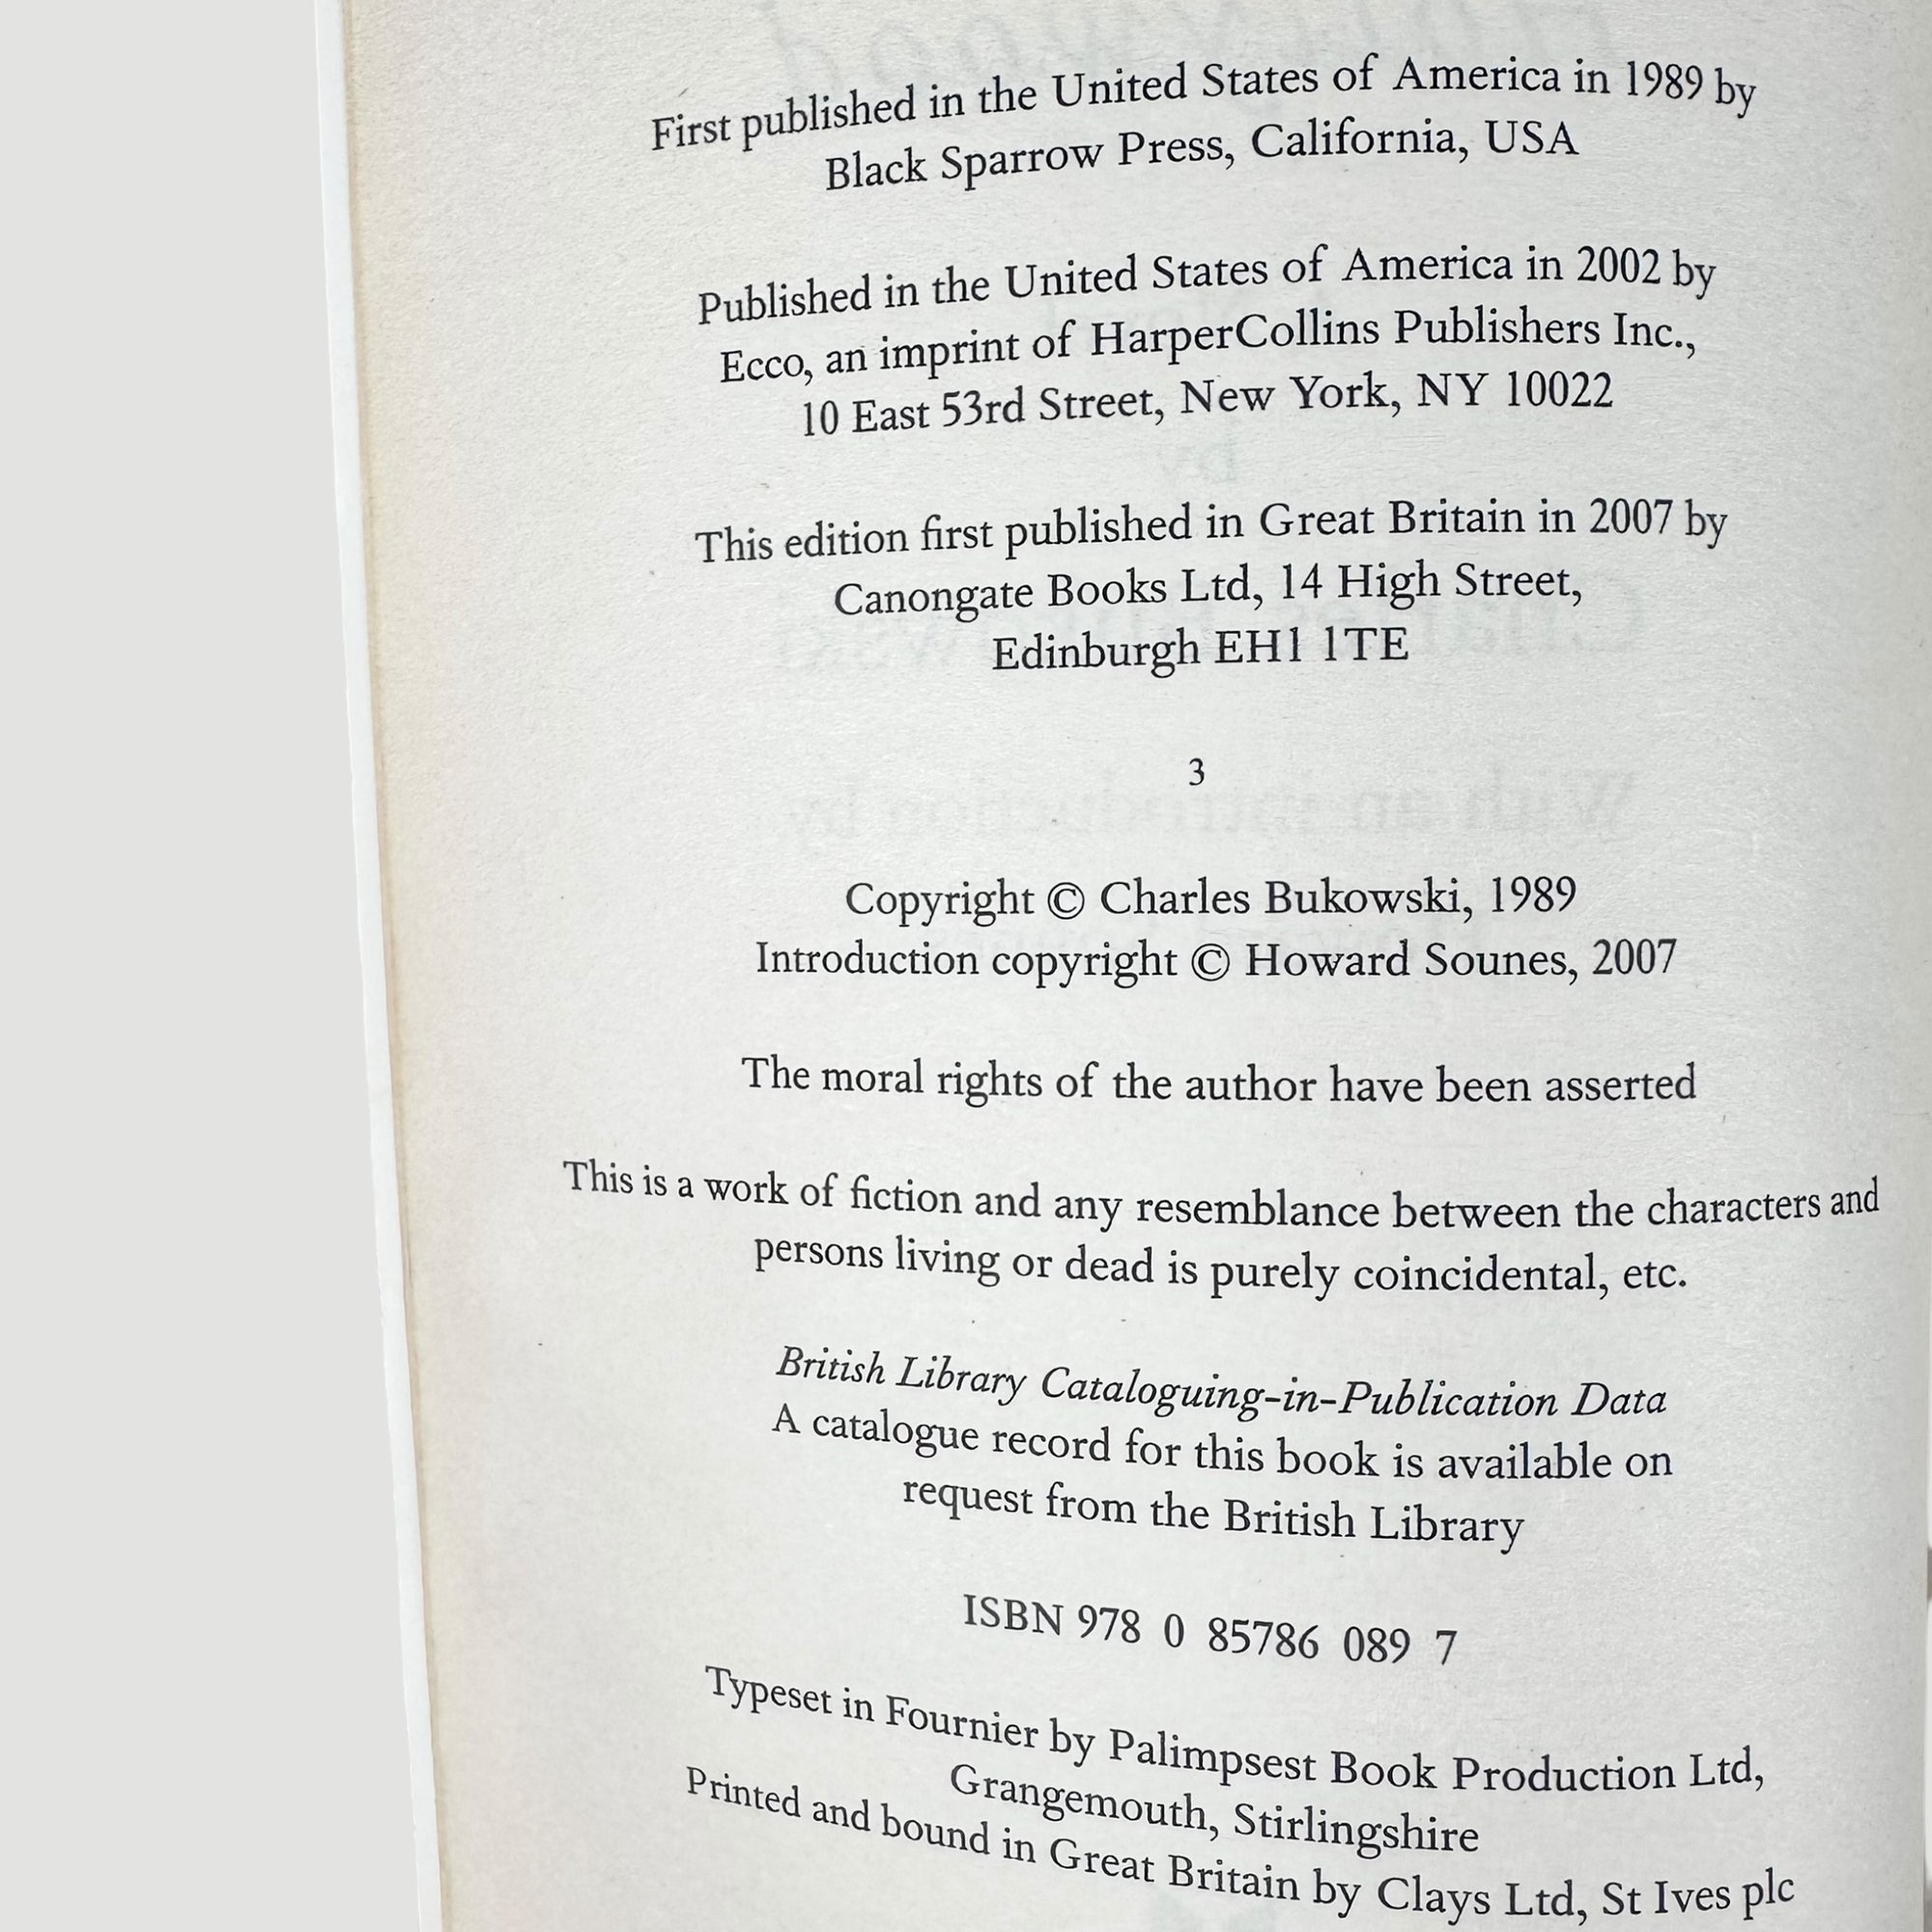 First published in the United States of America in 1989 by
Black Sparrow Press, California, USA
Published in the United States of America in 2002 by
Ecco, an imprint of HarperCollins Publishers Inc.,
10 East 53rd Street, New York, NY 10022
This edition first published in Great Britain in 2007 by
Canongate Books Ltd, 14 High Street,
Edinburgh EH1 1TE
3
Copyright © Charles Bukowski, 1989
Introduction copyright © Howard Sounes, 2007
The moral rights of the author have been asserted
This is a work of fiction and any resemblance between the characters and
persons living or dead is purely coincidental, etc.
British Library Cataloguing-in-Publication Data
A catalogue record for this book is available on
request from the British Library
ISBN 978 0 85786 089 7
Typeset in Fournier by Palimpsest Book Production Ltd,
Grangemouth, Stirlingshire
Printed and bound in Great Britain by Clays Ltd, St Ives plc